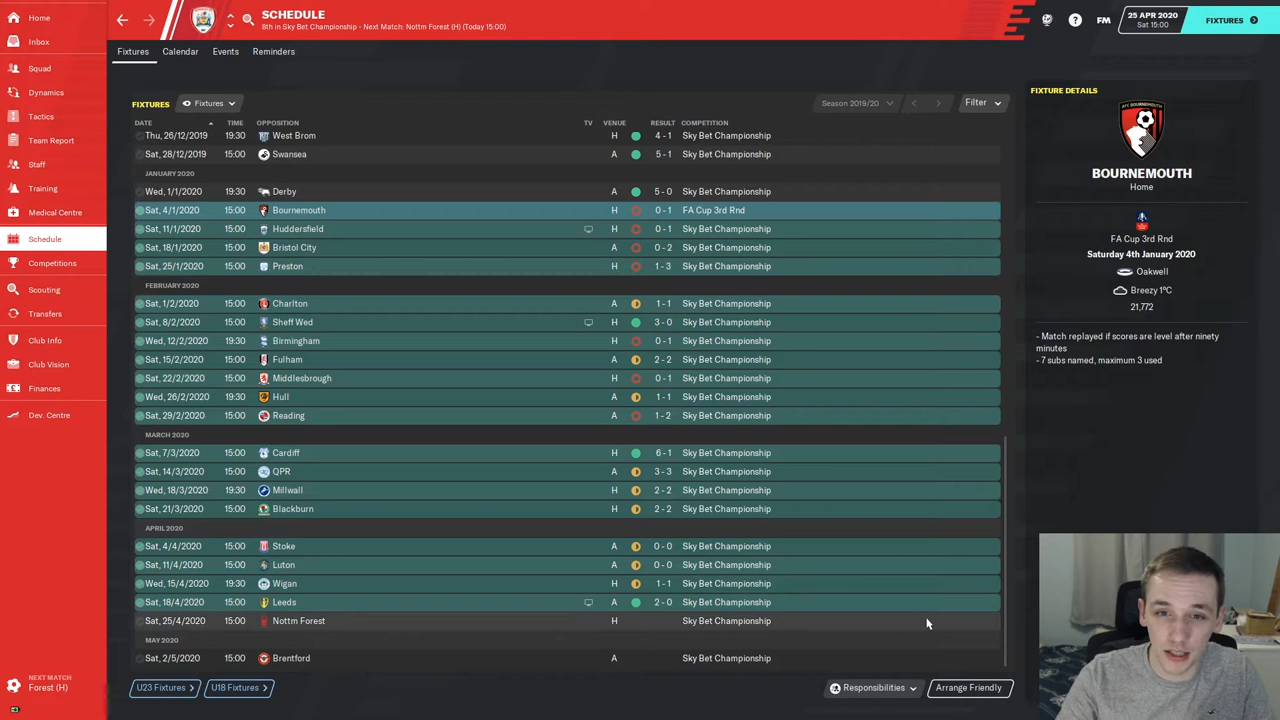 Home
Inbox
Squad
Dynamics
Tactics
Team Report
Staff
Training
Medical Centre
Schedule
Competitions
Scouting
Transfers
Club Info
Club Vision
Finances
Dev. Centre
NEXT MATCH
Forest (H)
SCHEDULE
8th in Sky Bet Championship - Next Match: Nottm Forest (H) (Today 15:00)
FM
25 APR 2020
Sat 15:00
FIXTURES
Fixtures Calendar Events Reminders
FIXTURES Fixtures Season 2019/20 Filter
DATE TIME OPPOSITION TV VENUE RESULT COMPETITION
Thu, 26/12/2019 19:30 West Brom H 4 - 1 Sky Bet Championship
Sat, 28/12/2019 15:00 Swansea A 5 - 1 Sky Bet Championship
JANUARY 2020
Wed, 1/1/2020 19:30 Derby A 5 - 0 Sky Bet Championship
Sat, 4/1/2020 15:00 Bournemouth H 0 - 1 FA Cup 3rd Rnd
Sat, 11/1/2020 15:00 Huddersfield H 0 - 1 Sky Bet Championship
Sat, 18/1/2020 15:00 Bristol City A 0 - 2 Sky Bet Championship
Sat, 25/1/2020 15:00 Preston H 1 - 3 Sky Bet Championship
FEBRUARY 2020
Sat, 1/2/2020 15:00 Charlton A 1 - 1 Sky Bet Championship
Sat, 8/2/2020 15:00 Sheff Wed H 3 - 0 Sky Bet Championship
Wed, 12/2/2020 19:30 Birmingham H 0 - 1 Sky Bet Championship
Sat, 15/2/2020 15:00 Fulham A 2 - 2 Sky Bet Championship
Sat, 22/2/2020 15:00 Middlesbrough H 0 - 1 Sky Bet Championship
Wed, 26/2/2020 19:30 Hull A 1 - 1 Sky Bet Championship
Sat, 29/2/2020 15:00 Reading A 1 - 2 Sky Bet Championship
MARCH 2020
Sat, 7/3/2020 15:00 Cardiff H 6 - 1 Sky Bet Championship
Sat, 14/3/2020 15:00 QPR A 3 - 3 Sky Bet Championship
Wed, 18/3/2020 19:30 Millwall H 2 - 2 Sky Bet Championship
Sat, 21/3/2020 15:00 Blackburn H 2 - 2 Sky Bet Championship
APRIL 2020
Sat, 4/4/2020 15:00 Stoke A 0 - 0 Sky Bet Championship
Sat, 11/4/2020 15:00 Luton A 0 - 0 Sky Bet Championship
Wed, 15/4/2020 19:30 Wigan H 1 - 1 Sky Bet Championship
Sat, 18/4/2020 15:00 Leeds A 2 - 0 Sky Bet Championship
Sat, 25/4/2020 15:00 Nottm Forest H Sky Bet Championship
MAY 2020
Sat, 2/5/2020 15:00 Brentford A Sky Bet Championship
U23 Fixtures U18 Fixtures Responsibilities Arrange Friendly
FIXTURE DETAILS
BOURNEMOUTH
Home
FA Cup 3rd Rnd
Saturday 4th January 2020
Oakwell
Breezy 1°C
21,772
- Match replayed if scores are level after ninety
minutes
- 7 subs named, maximum 3 used